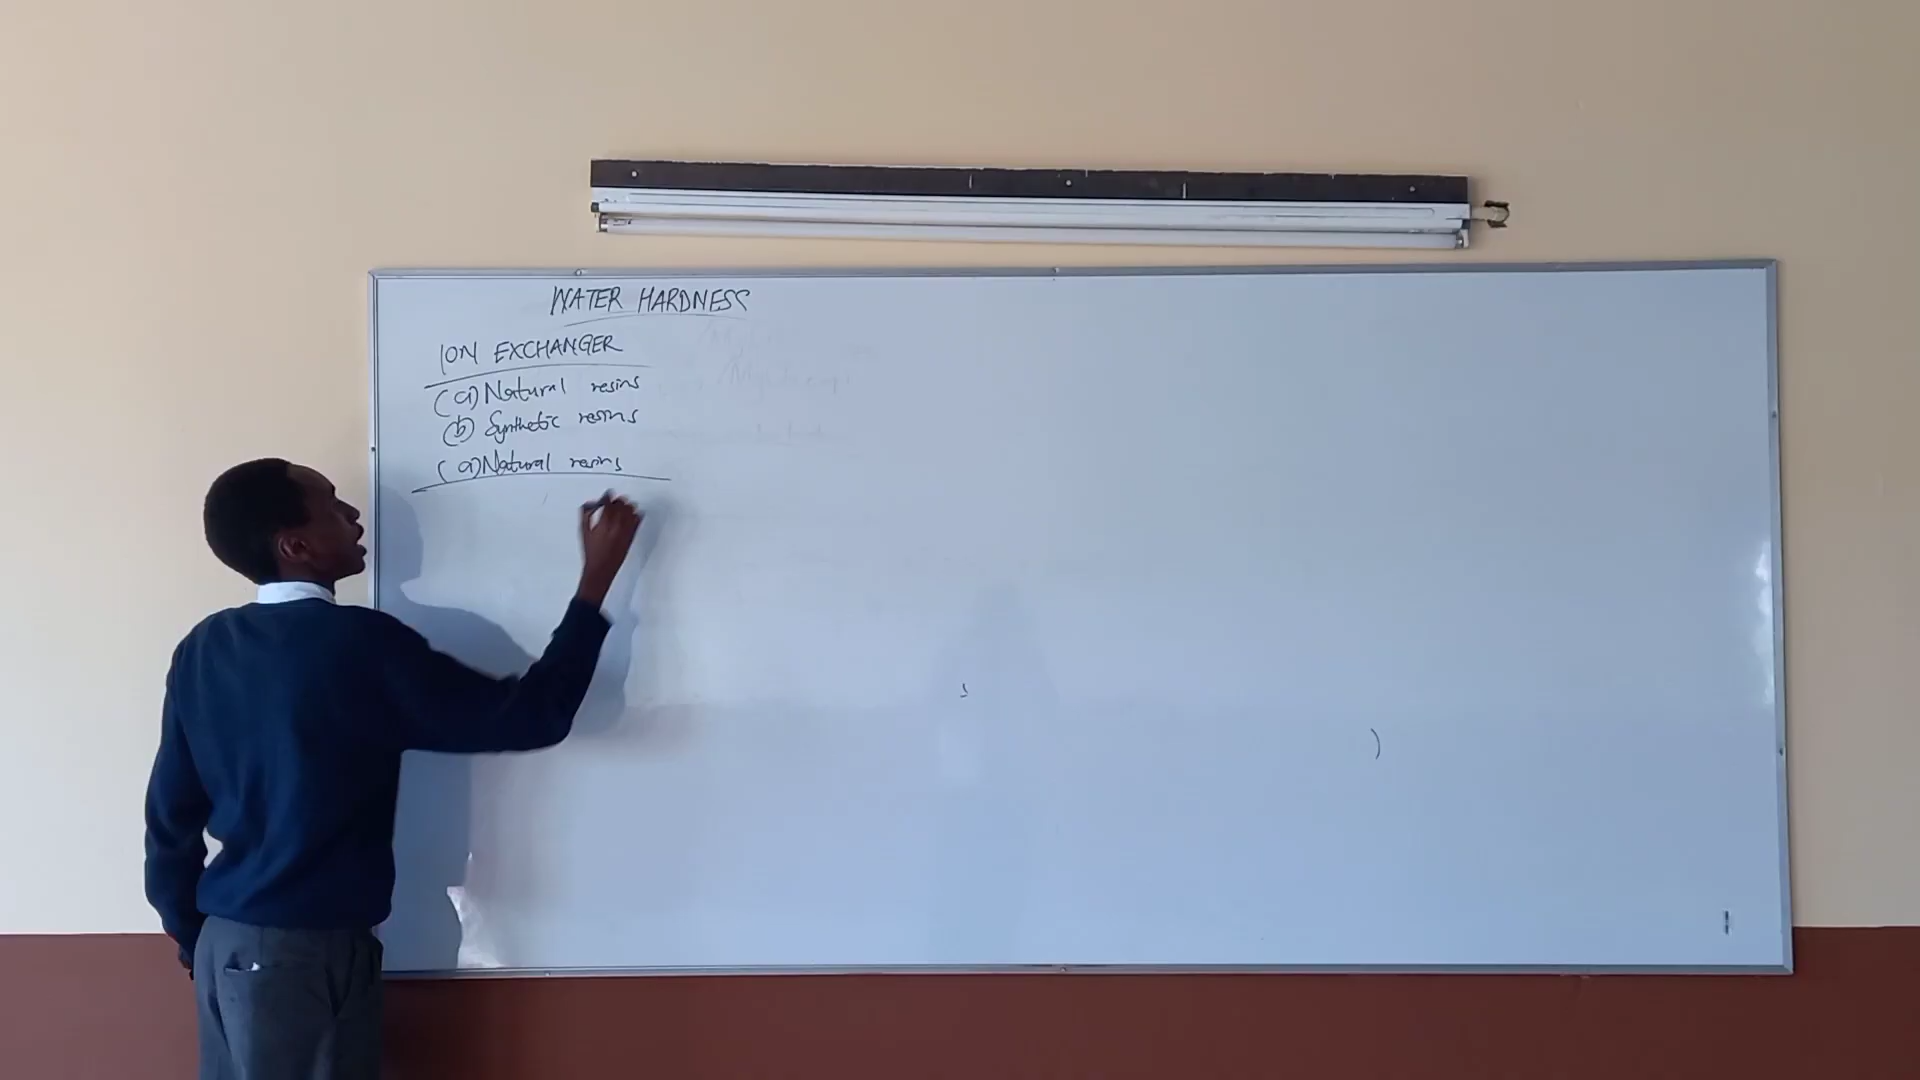 WATER HARDNESS
ION EXCHANGER
(a) Natural resins
(b) Synthetic resins
(a) Natural resins